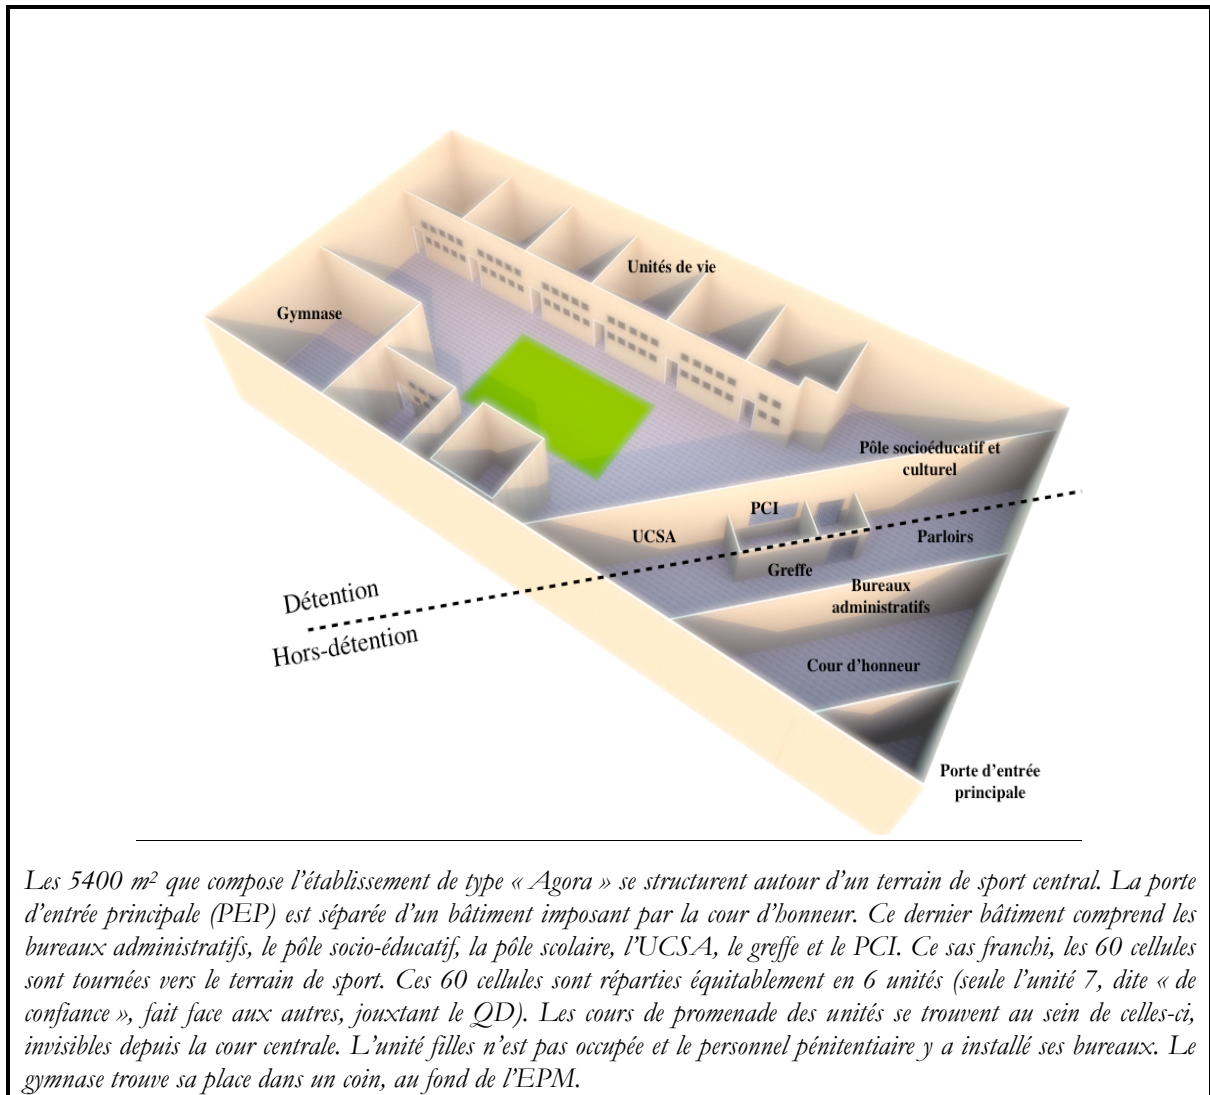 Unités de vie
Gymnase
Pôle socioéducatif et
culturel
PCI
UCSA
Parloirs
Greffe
Bureaux
administratifs
Détention
Hors-détention
Cour d’honneur
Porte d’entrée
principale
Les 5400 m² que compose l’établissement de type « Agora » se structurent autour d’un terrain de sport central. La porte
d’entrée principale (PEP) est séparée d’un bâtiment imposant par la cour d’honneur. Ce dernier bâtiment comprend les
bureaux administratifs, le pôle socio-éducatif, la pôle scolaire, l’UCSA, le greffe et le PCI. Ce sas franchi, les 60 cellules
sont tournées vers le terrain de sport. Ces 60 cellules sont réparties équitablement en 6 unités (seule l’unité 7, dite « de
confiance », fait face aux autres, jouxtant le QD). Les cours de promenade des unités se trouvent au sein de celles-ci,
invisibles depuis la cour centrale. L’unité filles n’est pas occupée et le personnel pénitentiaire y a installé ses bureaux. Le
gymnase trouve sa place dans un coin, au fond de l’EPM.